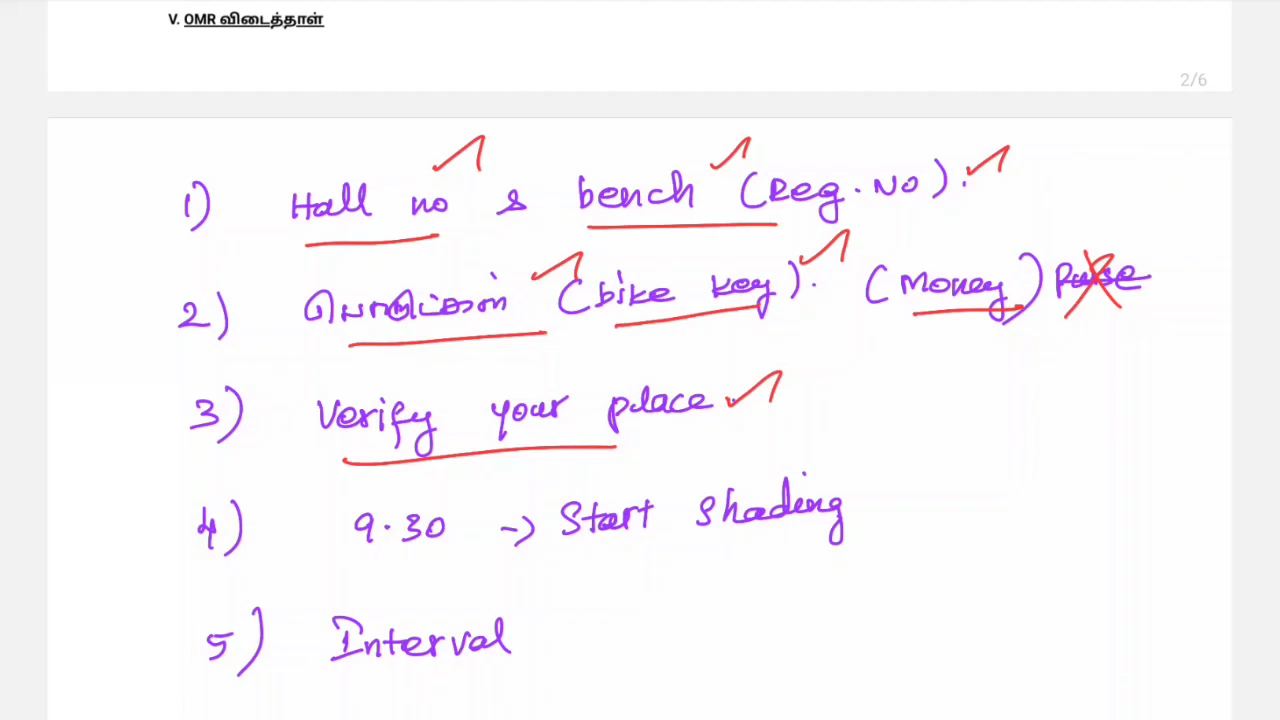 V. OMR விடைத்தாள்
2/6
1) Hall no & bench (Reg. No).
2) பொருட்கள் (bike key). (Money) Purse
3) Verify your place.
4) 9.30 -> Start Shading
5) Interval